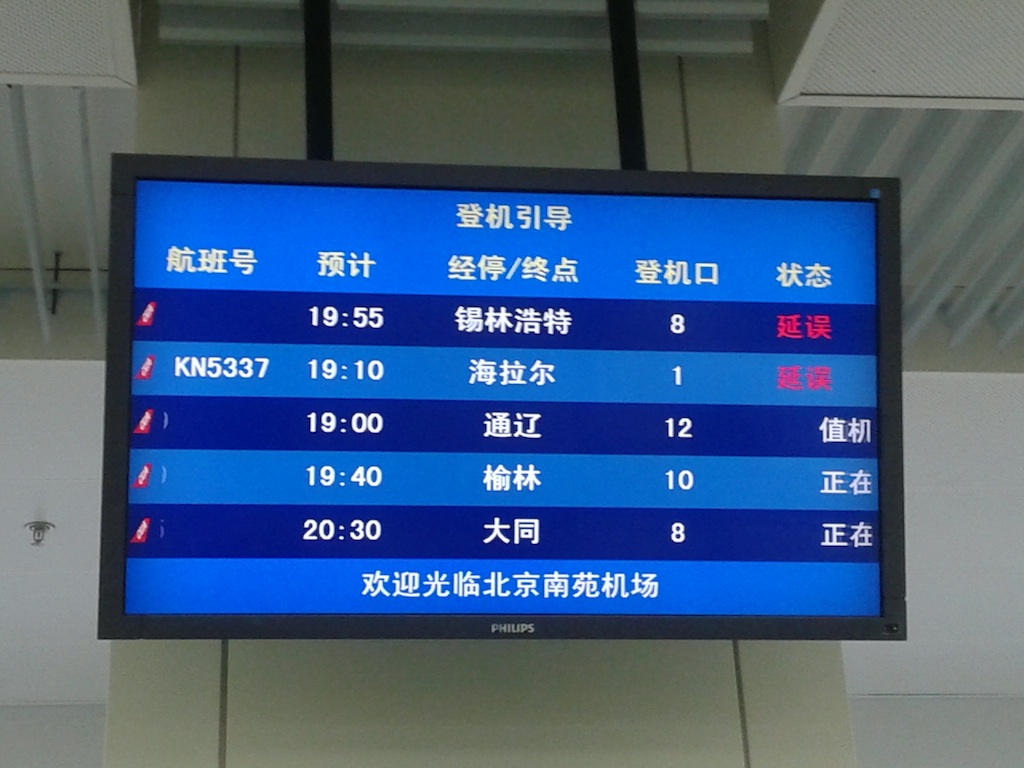 登机引导
航班号 预计 经停/终点 登机口 状态
19:55 锡林浩特 8 延误
KN5337 19:10 海拉尔 1 延误
19:00 通辽 12 值机
19:40 榆林 10 正在
20:30 大同 8 正在
欢迎光临北京南苑机场
PHILIPS